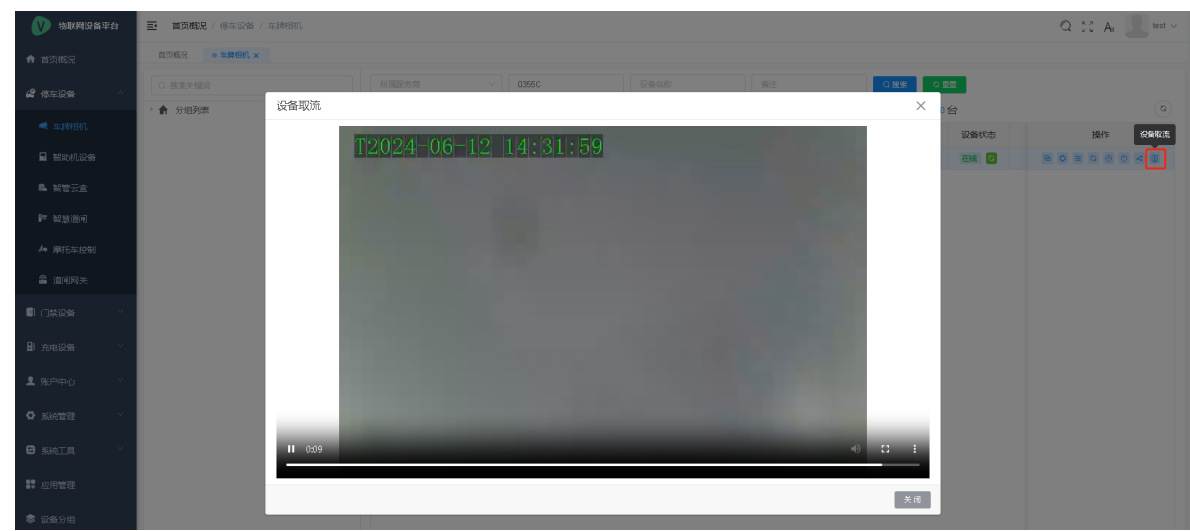 物联网设备平台
首页概况 / 停车设备 / 车牌相机
test
首页概况
车牌相机 ×
首页概况
停车设备
车牌相机
智助机设备
智管云盒
智慧道闸
摩托车控制
道闸网关
门禁设备
充电设备
账户中心
系统管理
系统工具
应用管理
设备分组
搜索关键词
所属服务商
0355C
设备名称
备注
搜索
重置
分组列表
0 台
设备状态
操作
设备取流
在线
设备取流
T2024-06-12 14:31:59
0:09
关闭